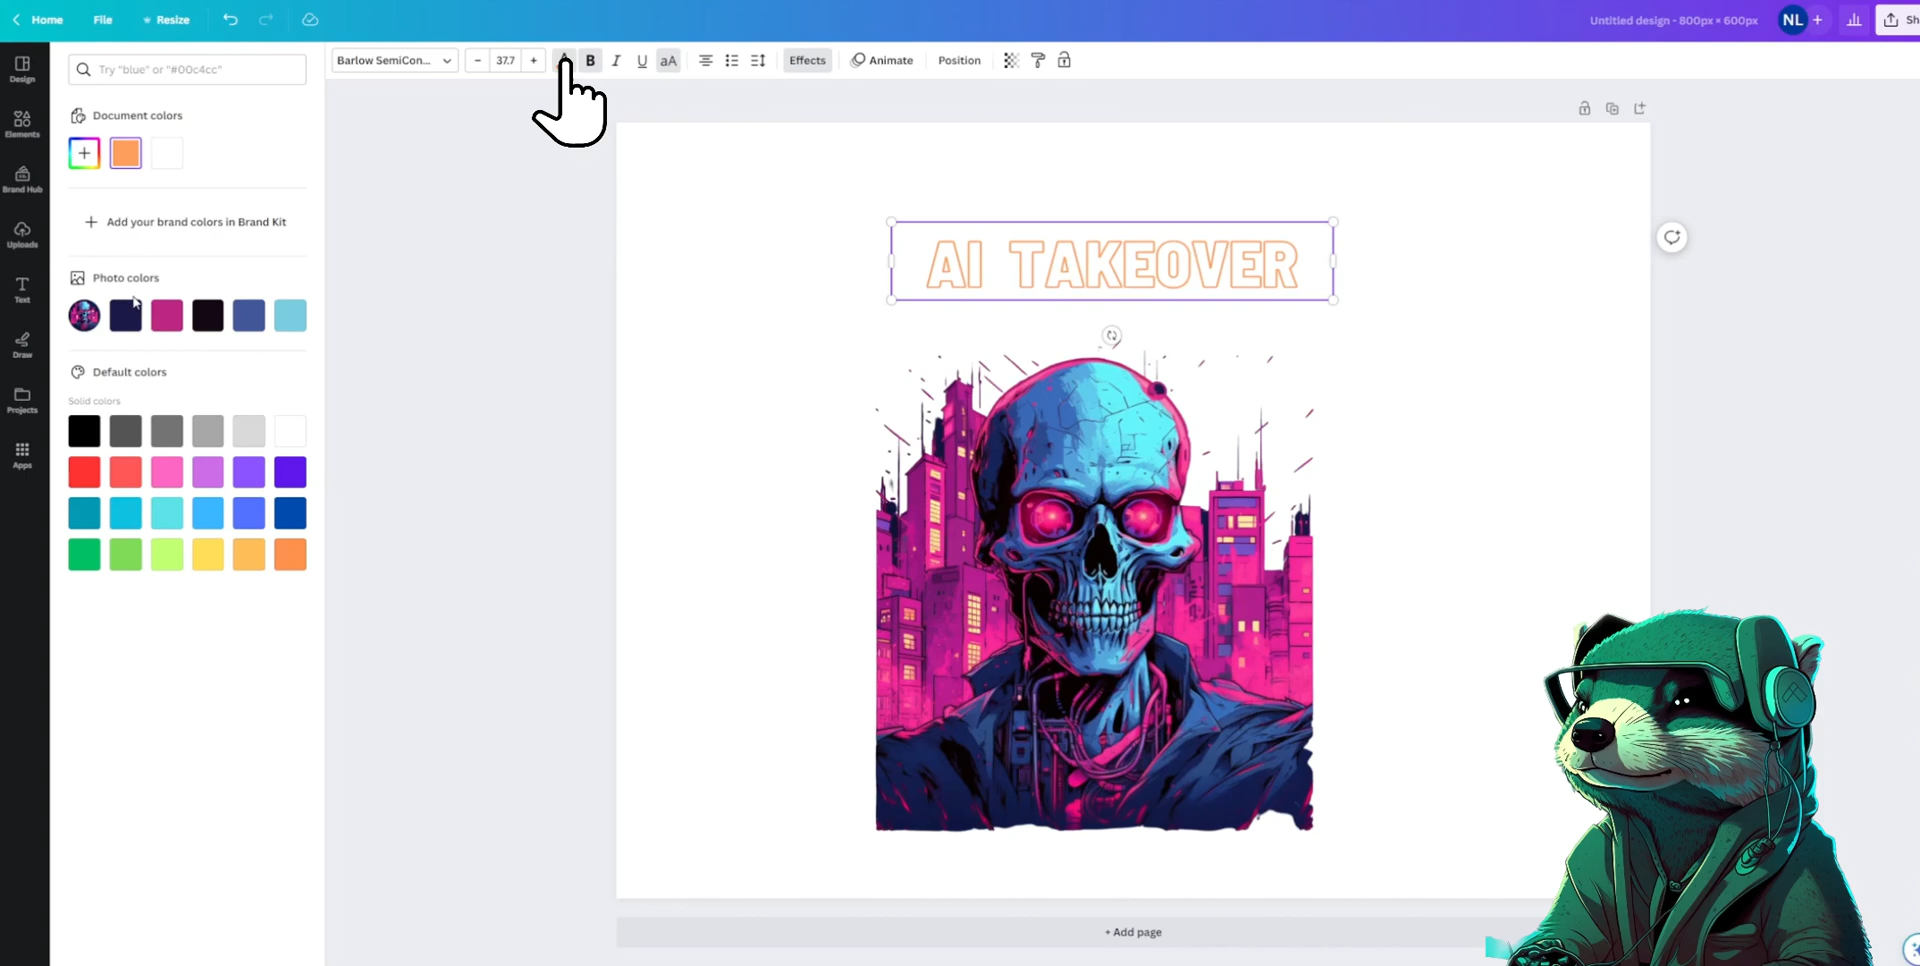 Home File Resize Untitled design - 800px × 600px NL + Sh
Design
Elements
Brand Hub
Uploads
Text
Draw
Projects
Apps
Try "blue" or "#00c4cc"
Document colors
+ Add your brand colors in Brand Kit
Photo colors
Default colors
Solid colors
Barlow SemiCon... - 37.7 + B I U aA Effects Animate Position
AI TAKEOVER
+ Add page